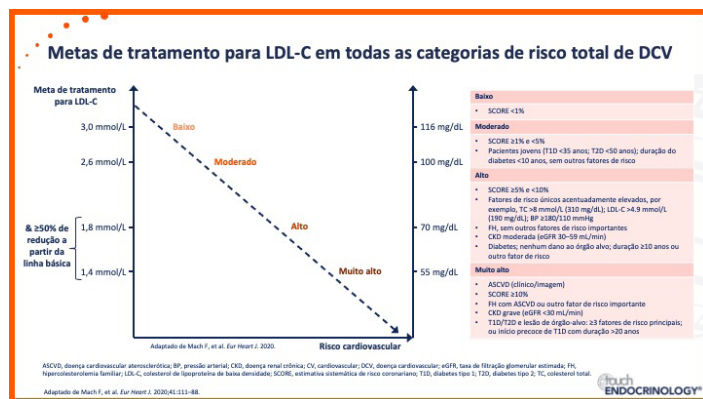 Metas de tratamento para LDL-C em todas as categorias de risco total de DCV
Meta de tratamento
para LDL-C
3,0 mmol/L
2,6 mmol/L
1,8 mmol/L
1,4 mmol/L
& ≥50% de
redução a
partir da
linha básica
Baixo
Moderado
Alto
Muito alto
116 mg/dL
100 mg/dL
70 mg/dL
55 mg/dL
Adaptado de Mach F, et al. Eur Heart J. 2020.
Risco cardiovascular
Baixo
• SCORE <1%
Moderado
• SCORE ≥1% e <5%
• Pacientes jovens (T1D <35 anos; T2D <50 anos); duração do
diabetes <10 anos, sem outros fatores de risco
Alto
• SCORE ≥5% e <10%
• Fatores de risco únicos acentuadamente elevados, por
exemplo, TC >8 mmol/L (310 mg/dL); LDL-C >4.9 mmol/L
(190 mg/dL); BP ≥180/110 mmHg
• FH, sem outros fatores de risco importantes
• CKD moderada (eGFR 30–59 mL/min)
• Diabetes; nenhum dano ao órgão alvo; duração ≥10 anos ou
outro fator de risco
Muito alto
• ASCVD (clínico/imagem)
• SCORE ≥10%
• FH com ASCVD ou outro fator de risco importante
• CKD grave (eGFR <30 mL/min)
• T1D/T2D e lesão de órgão-alvo: ≥3 fatores de risco principais;
ou início precoce de T1D com duração >20 anos
ASCVD, doença cardiovascular aterosclerótica; BP, pressão arterial; CKD, doença renal crônica; CV, cardiovascular; DCV, doença cardiovascular; eGFR, taxa de filtração glomerular estimada; FH,
hipercolesterolemia familiar; LDL-C, colesterol de lipoproteína de baixa densidade; SCORE, estimativa sistemática de risco coronariano; T1D, diabetes tipo 1; T2D, diabetes tipo 2; TC, colesterol total.
Adaptado de Mach F, et al. Eur Heart J. 2020;41:111–88.
touch
ENDOCRINOLOGY®